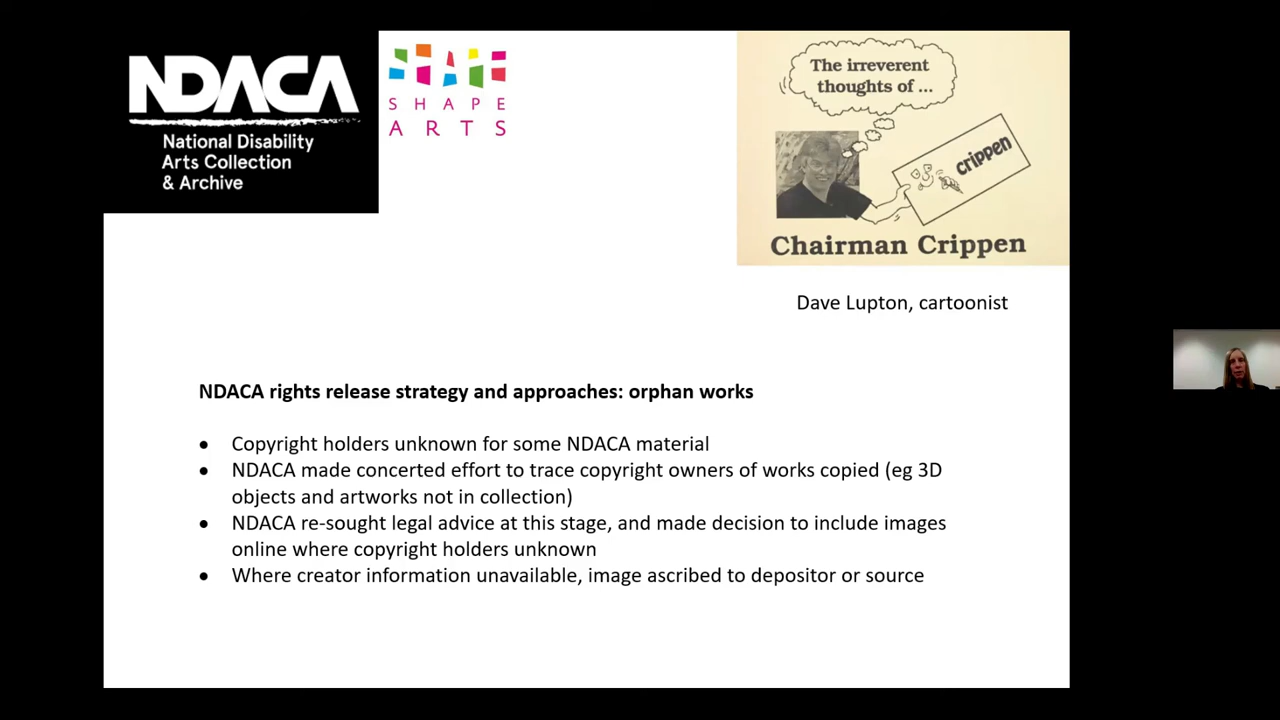 NDACA
National Disability
Arts Collection
& Archive
SHAPE
ARTS
The irreverent
thoughts of ...
crippen
Chairman Crippen
Dave Lupton, cartoonist
NDACA rights release strategy and approaches: orphan works
● Copyright holders unknown for some NDACA material
● NDACA made concerted effort to trace copyright owners of works copied (eg 3D
objects and artworks not in collection)
● NDACA re-sought legal advice at this stage, and made decision to include images
online where copyright holders unknown
● Where creator information unavailable, image ascribed to depositor or source